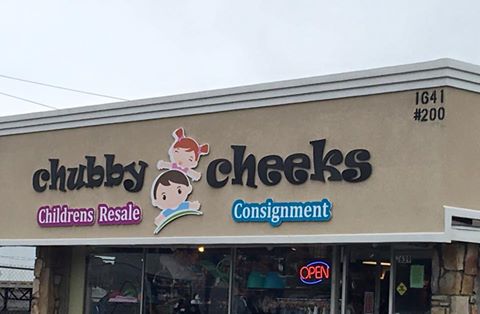 1641
#200
chubby cheeks
Childrens Resale
Consignment
OPEN